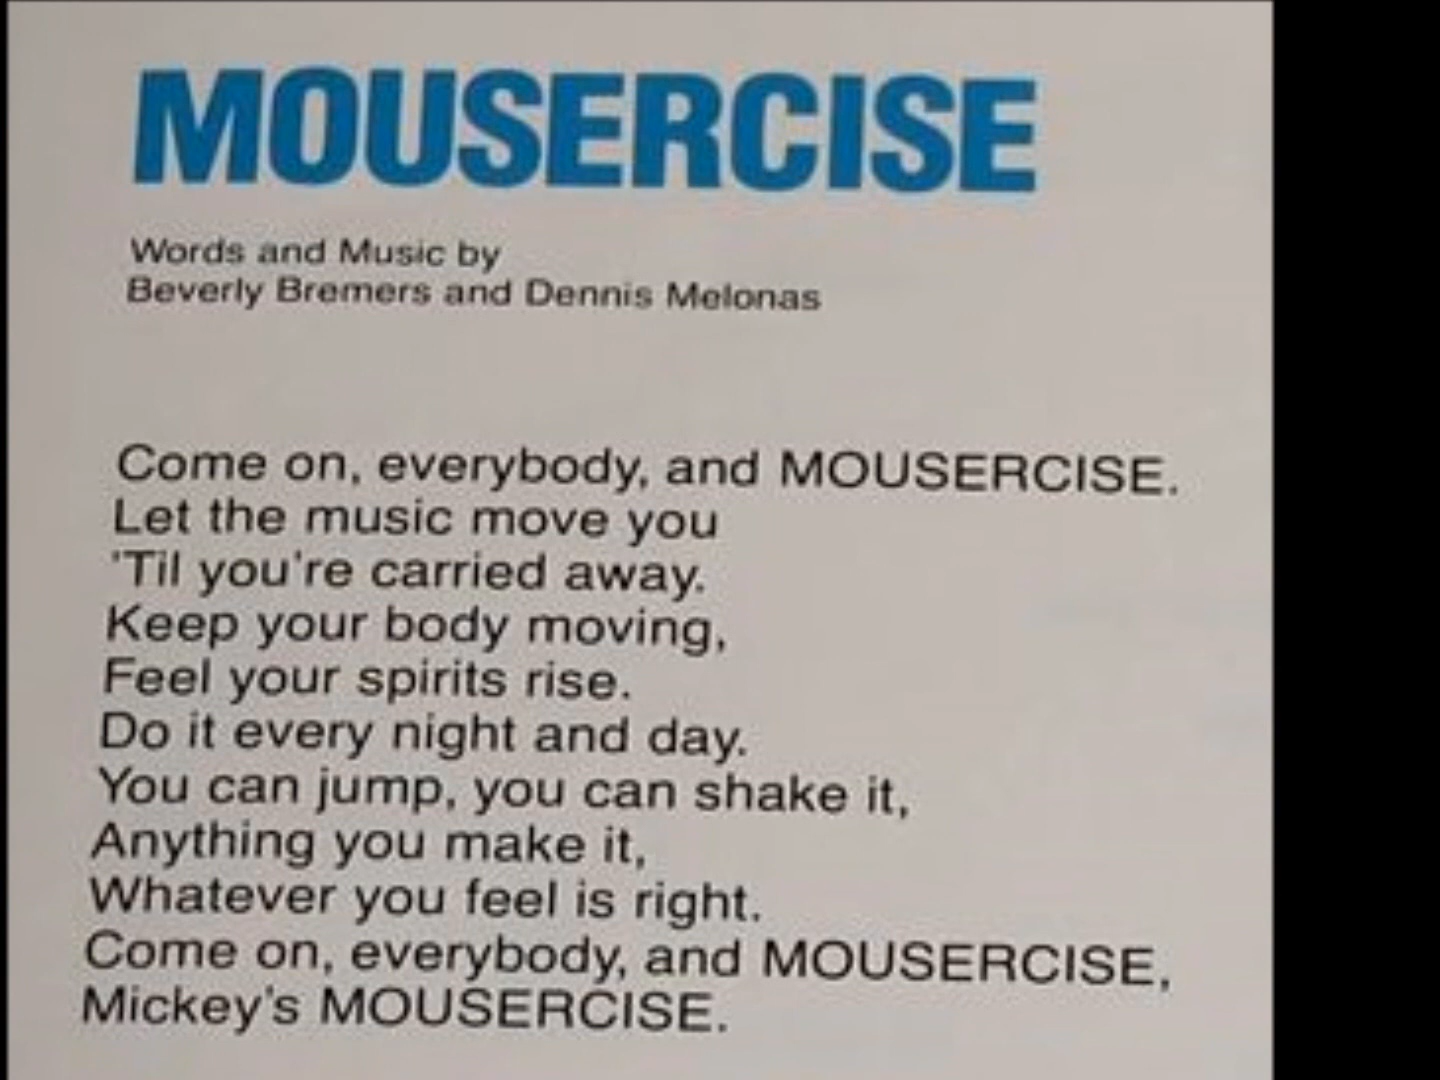 MOUSERCISE
Words and Music by
Beverly Bremers and Dennis Melonas
Come on, everybody, and MOUSERCISE.
Let the music move you
'Til you're carried away.
Keep your body moving,
Feel your spirits rise.
Do it every night and day.
You can jump, you can shake it,
Anything you make it,
Whatever you feel is right.
Come on, everybody, and MOUSERCISE,
Mickey's MOUSERCISE.